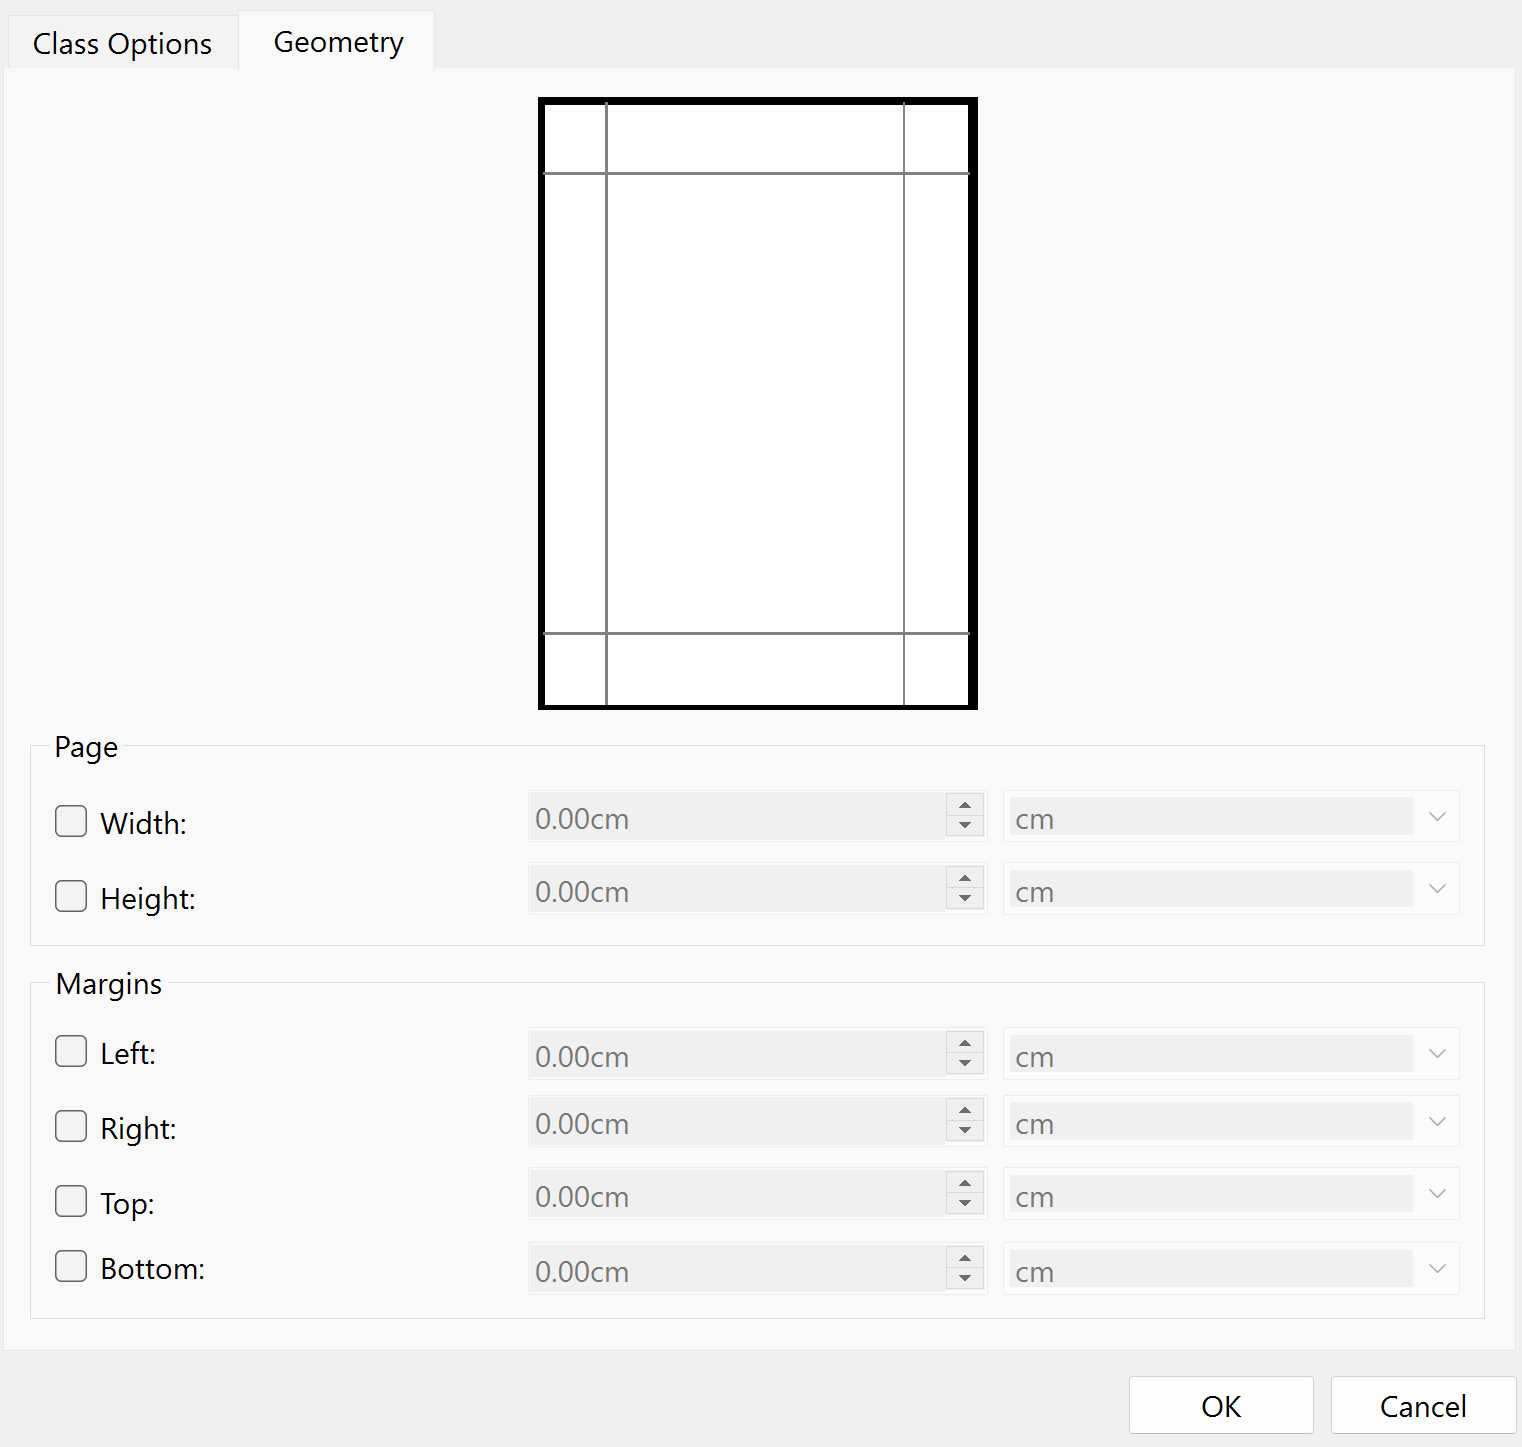 Class Options Geometry
Page
Width: 0.00cm cm
Height: 0.00cm cm
Margins
Left: 0.00cm cm
Right: 0.00cm cm
Top: 0.00cm cm
Bottom: 0.00cm cm
OK Cancel